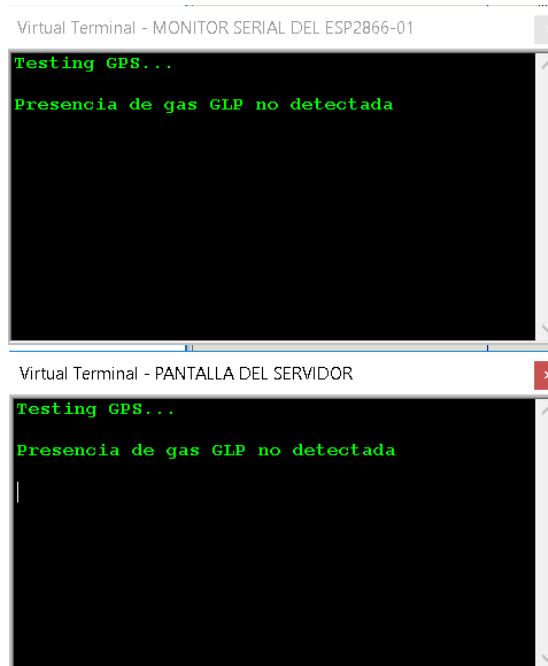 Virtual Terminal - MONITOR SERIAL DEL ESP2866-01
Testing GPS...
Presencia de gas GLP no detectada
Virtual Terminal - PANTALLA DEL SERVIDOR
Testing GPS...
Presencia de gas GLP no detectada